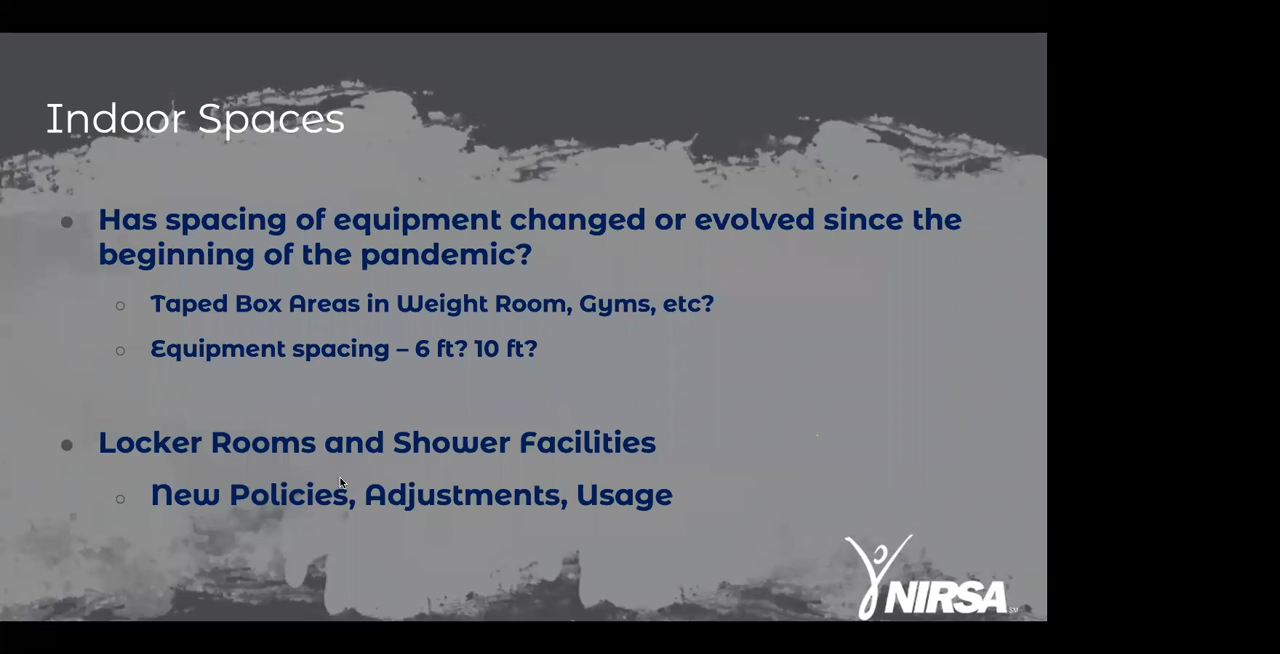 Indoor Spaces
Has spacing of equipment changed or evolved since the
beginning of the pandemic?
Taped Box Areas in Weight Room, Gyms, etc?
Equipment spacing – 6 ft? 10 ft?
Locker Rooms and Shower Facilities
New Policies, Adjustments, Usage
NIRSA SM